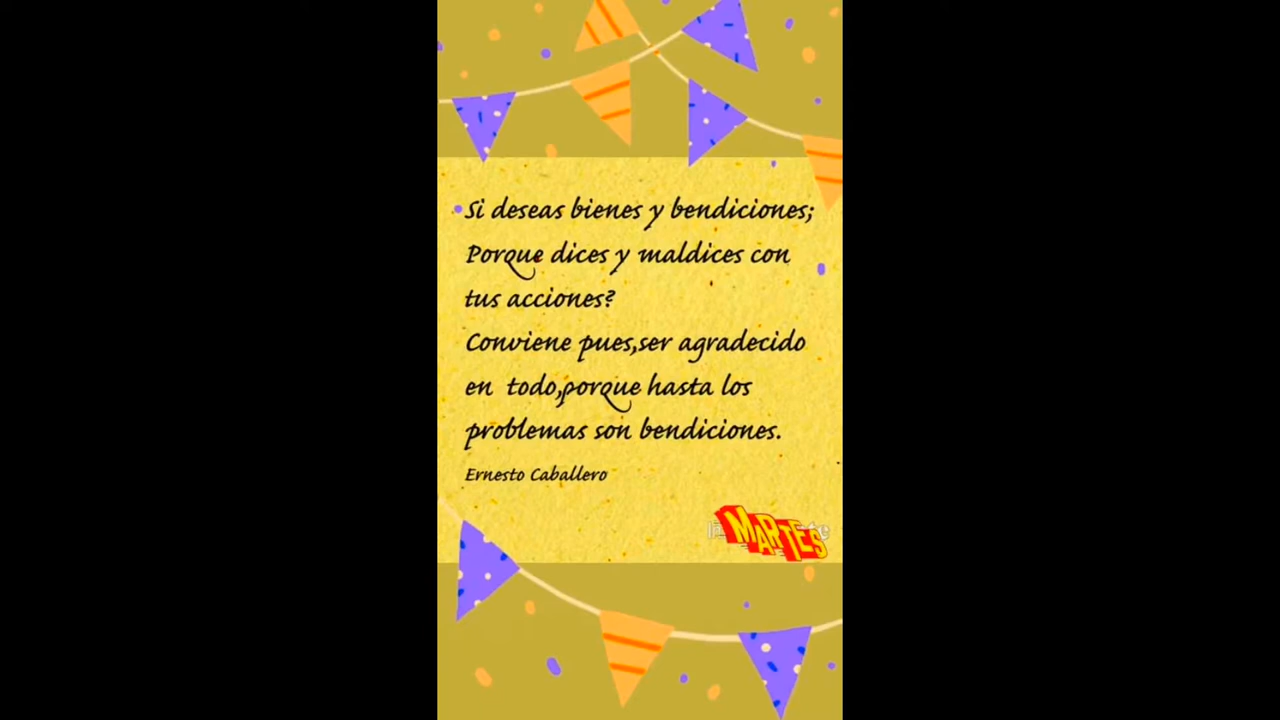 Si deseas bienes y bendiciones;
Porque dices y maldices con
tus acciones?
Conviene pues,ser agradecido
en todo,porque hasta los
problemas son bendiciones.
Ernesto Caballero
MARTES